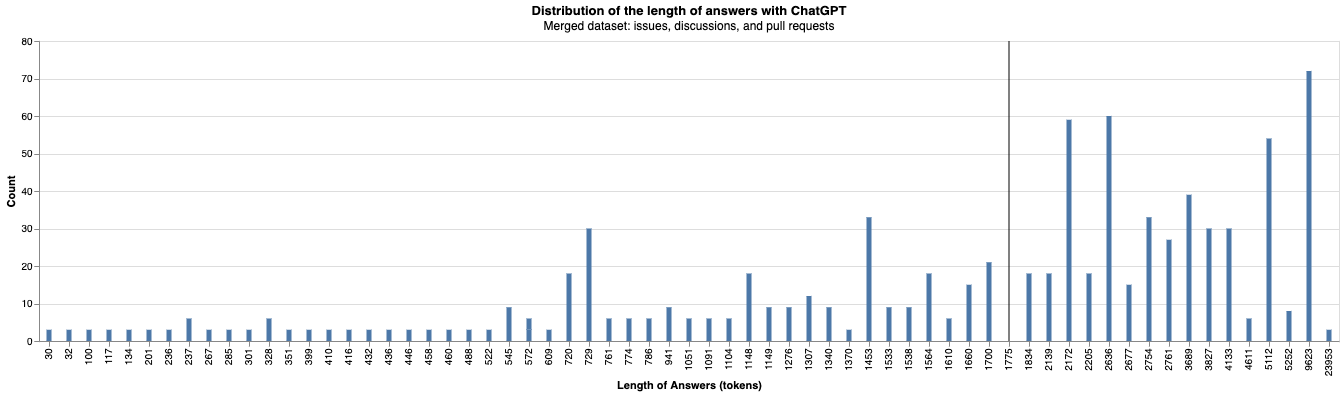 Distribution of the length of answers with ChatGPT
Merged dataset: issues, discussions, and pull requests
80
70
60
50
40
30
20
10
0
Count
30 32 100 117 134 201 236 237 267 285 301 328 351 399 410 416 432 436 446 458 460 488 522 545 572 609 720 729 761 774 786 941 1051 1091 1104 1148 1149 1276 1307 1340 1370 1453 1533 1538 1564 1610 1660 1700 1775 1834 2139 2172 2205 2636 2677 2754 2761 3689 3827 4133 4611 5112 5252 9623 23953
Length of Answers (tokens)